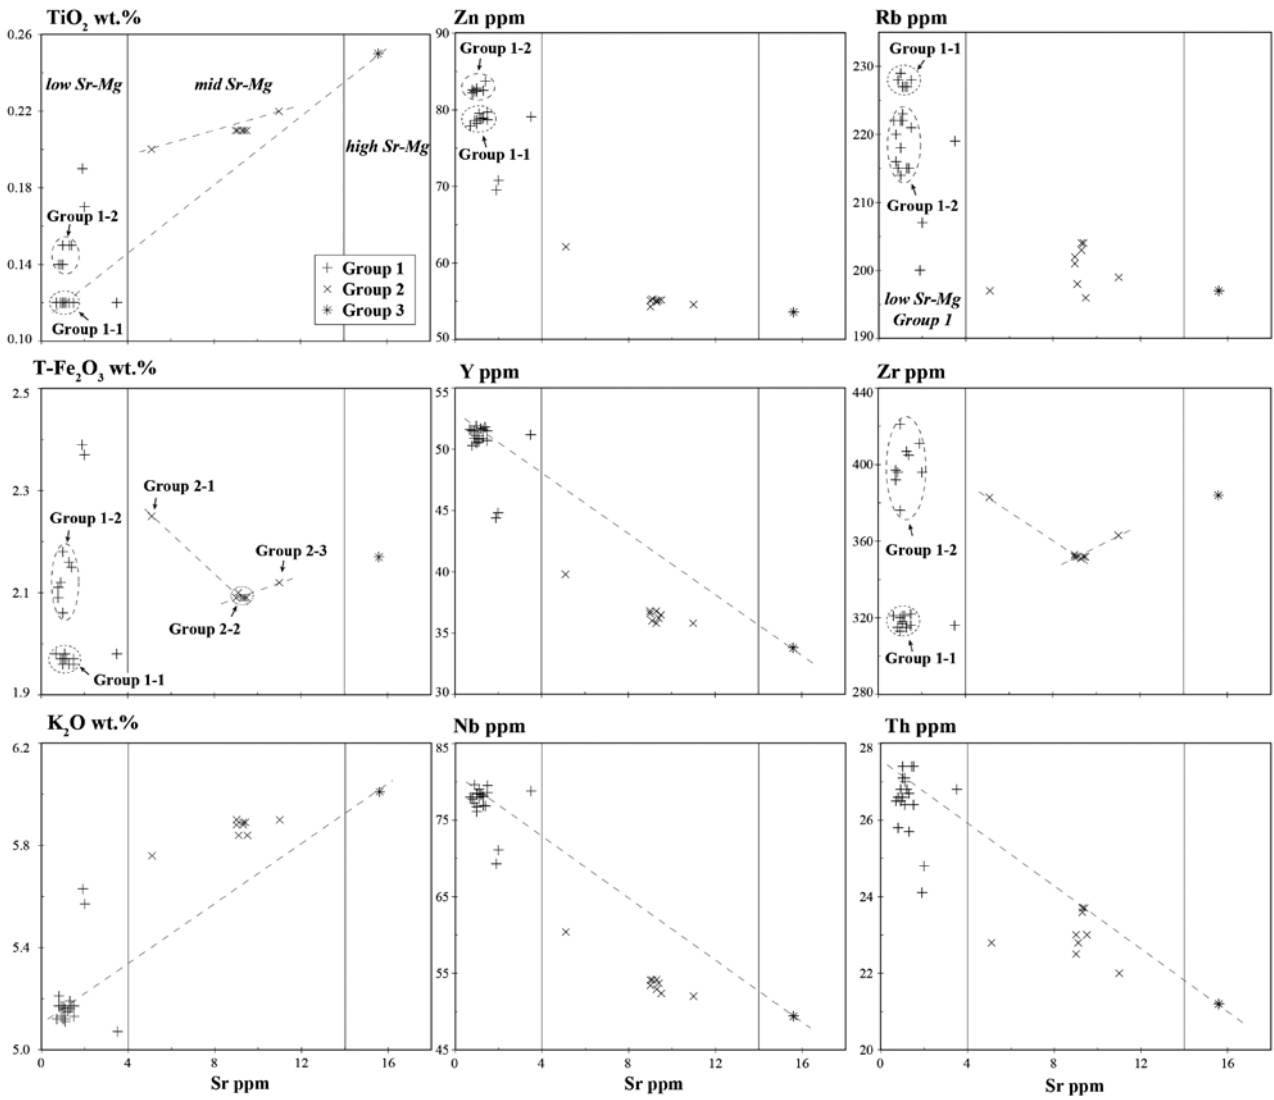 TiO2 wt.%
0.26
0.22
0.18
0.14
0.10
low Sr-Mg
mid Sr-Mg
high Sr-Mg
Group 1-2
Group 1-1
+ Group 1
× Group 2
✳ Group 3
Zn ppm
90
80
70
60
50
Group 1-2
Group 1-1
Rb ppm
230
220
210
200
190
Group 1-1
Group 1-2
low Sr-Mg
Group 1
T-Fe2O3 wt.%
2.5
2.3
2.1
1.9
Group 2-1
Group 1-2
Group 2-3
Group 2-2
Group 1-1
Y ppm
55
50
45
40
35
30
Zr ppm
440
400
360
320
280
Group 1-2
Group 1-1
K2O wt.%
6.2
5.8
5.4
5.0
0 4 8 12 16
Sr ppm
Nb ppm
85
75
65
55
45
0 4 8 12 16
Sr ppm
Th ppm
28
26
24
22
20
0 4 8 12 16
Sr ppm